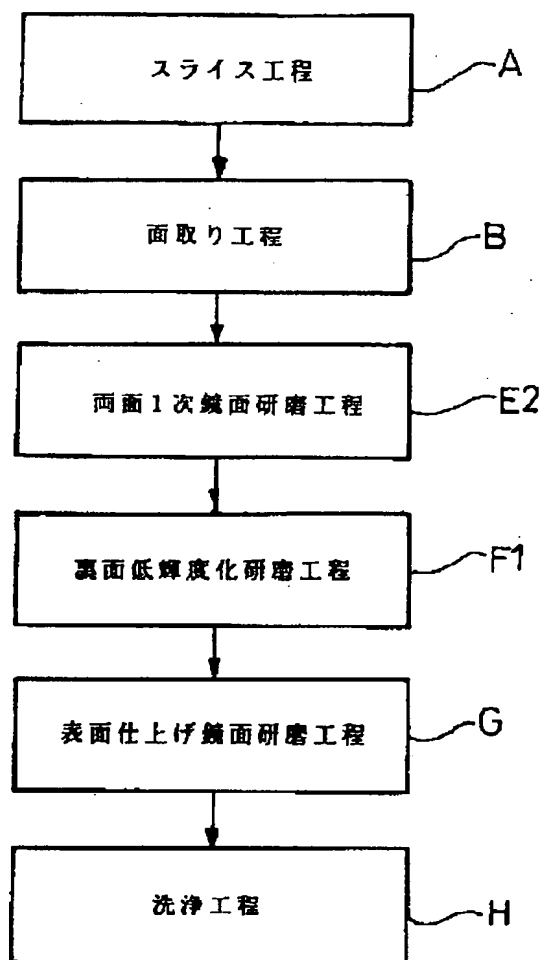 スライス工程
A
面取り工程
B
両面1次鏡面研磨工程
E2
裏面低輝度化研磨工程
F1
表面仕上げ鏡面研磨工程
G
洗浄工程
H